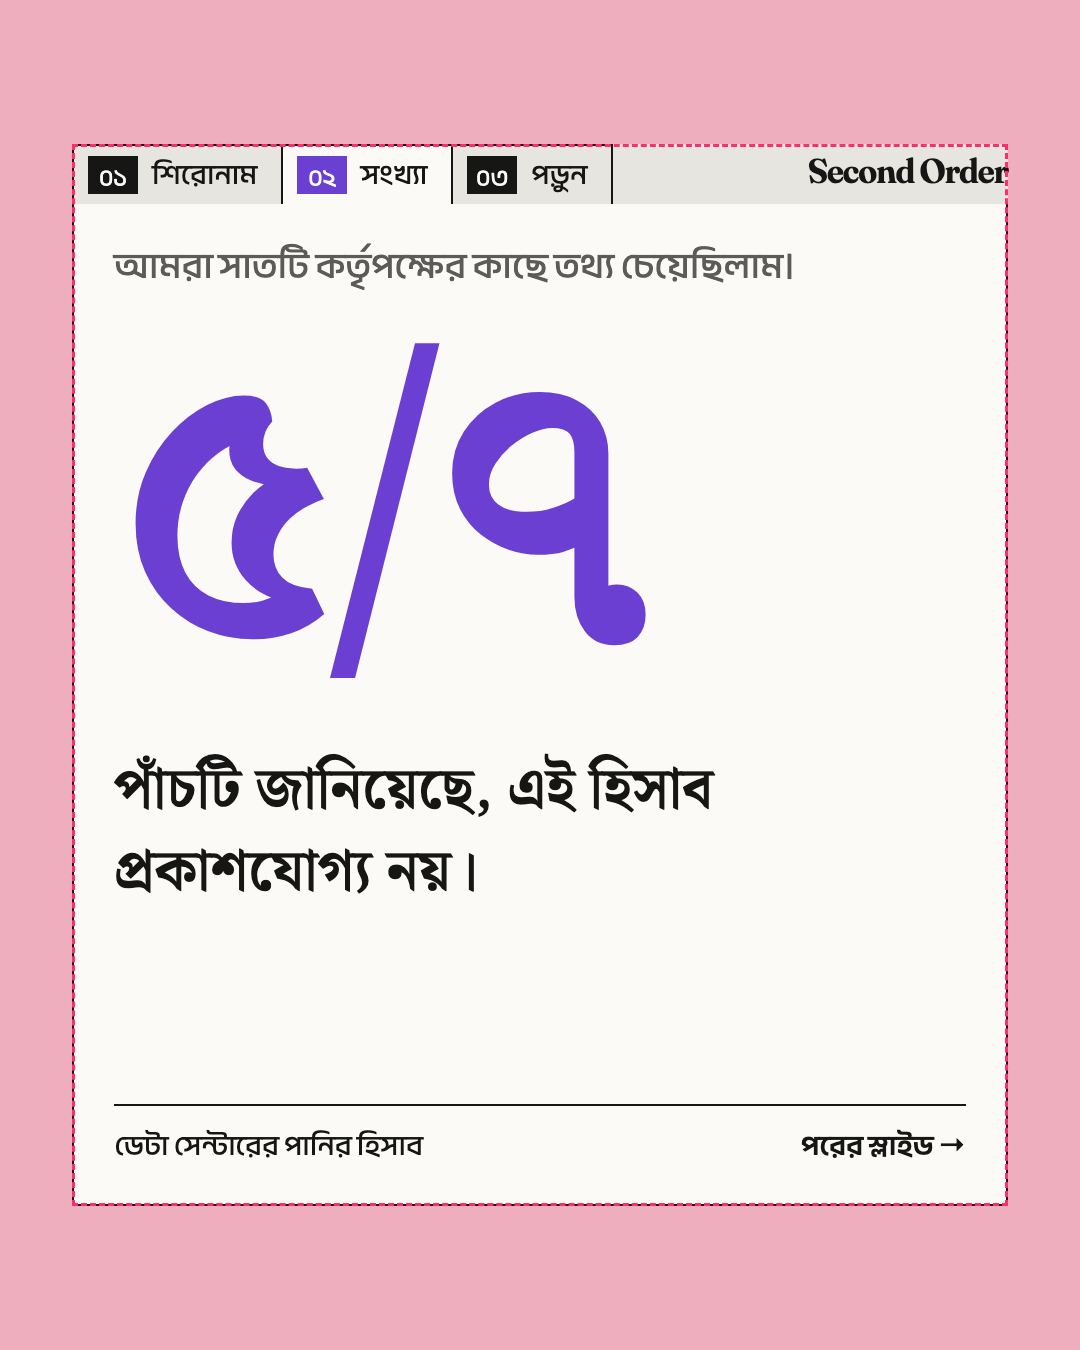 ০১ শিরোনাম ০২ সংখ্যা ০৩ পড়ুন Second Order
আমরা সাতটি কর্তৃপক্ষের কাছে তথ্য চেয়েছিলাম।
৫/৭
পাঁচটি জানিয়েছে, এই হিসাব
প্রকাশযোগ্য নয়।
ডেটা সেন্টারের পানির হিসাব পরের স্লাইড →